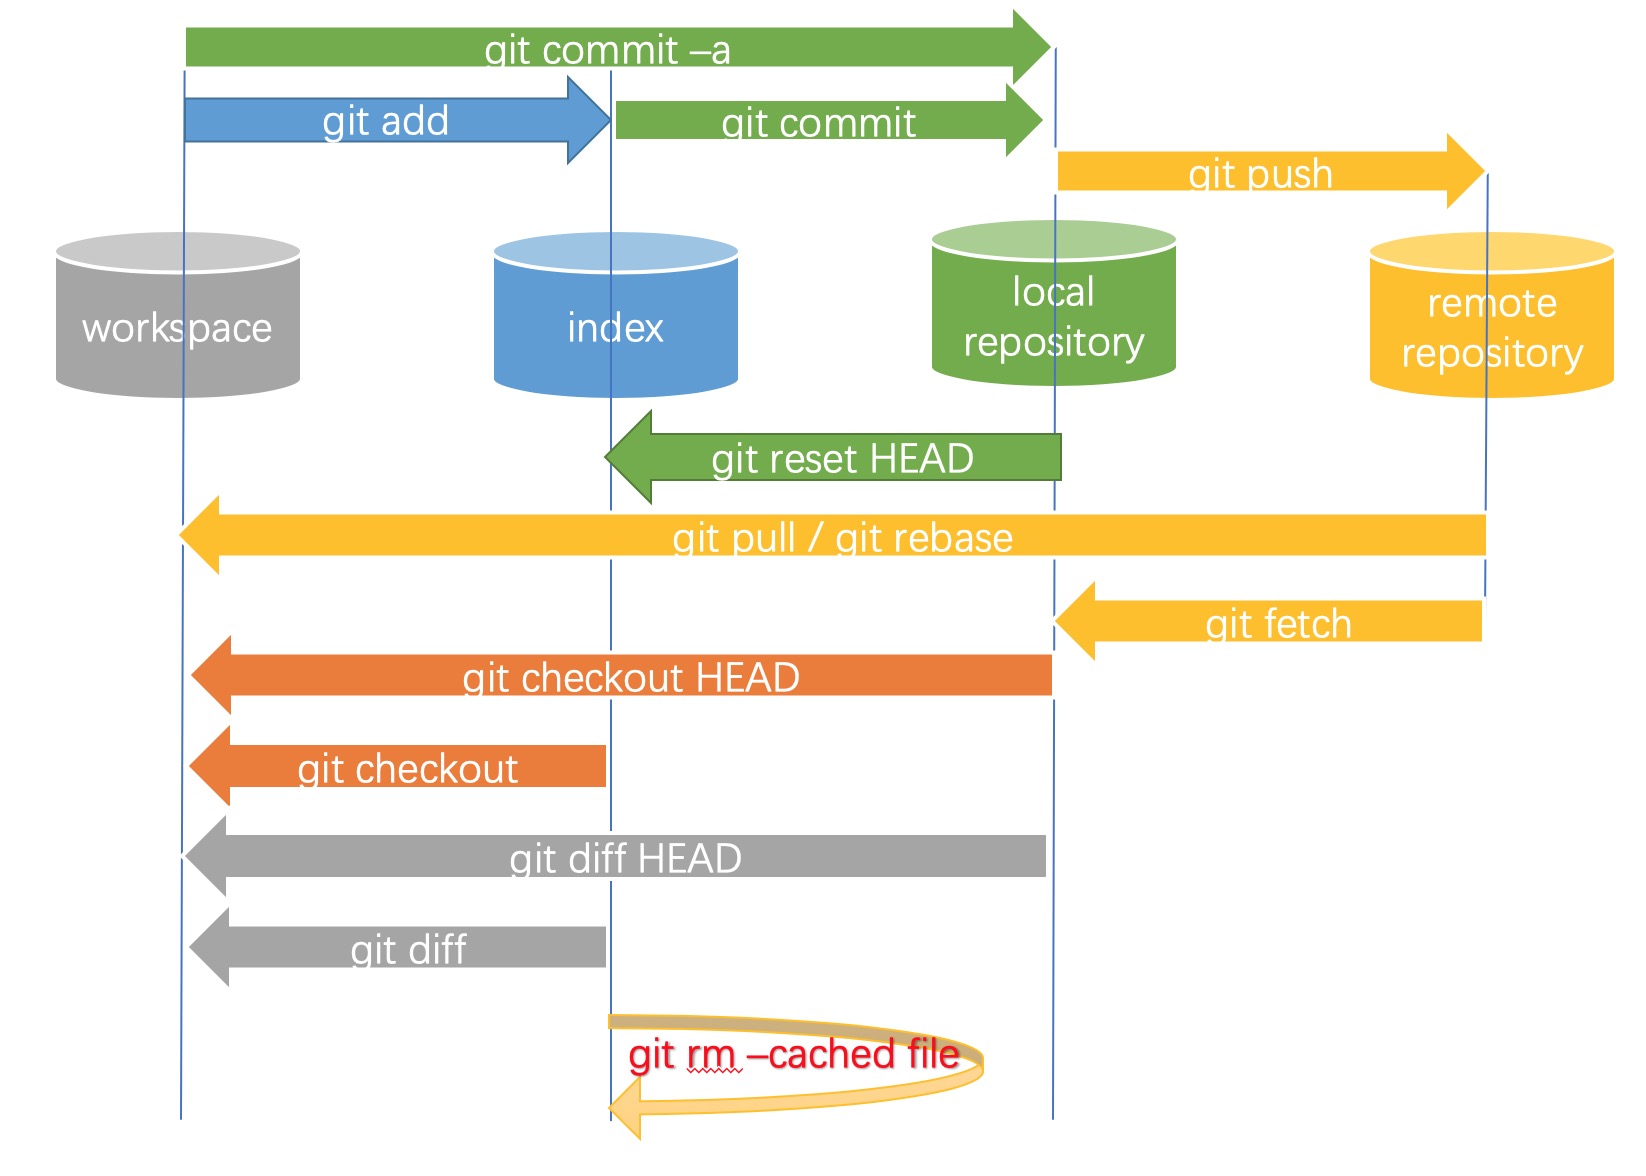 git commit –a
git add
git commit
git push
workspace
index
local
repository
remote
repository
git reset HEAD
git pull / git rebase
git fetch
git checkout HEAD
git checkout
git diff HEAD
git diff
git rm –cached file